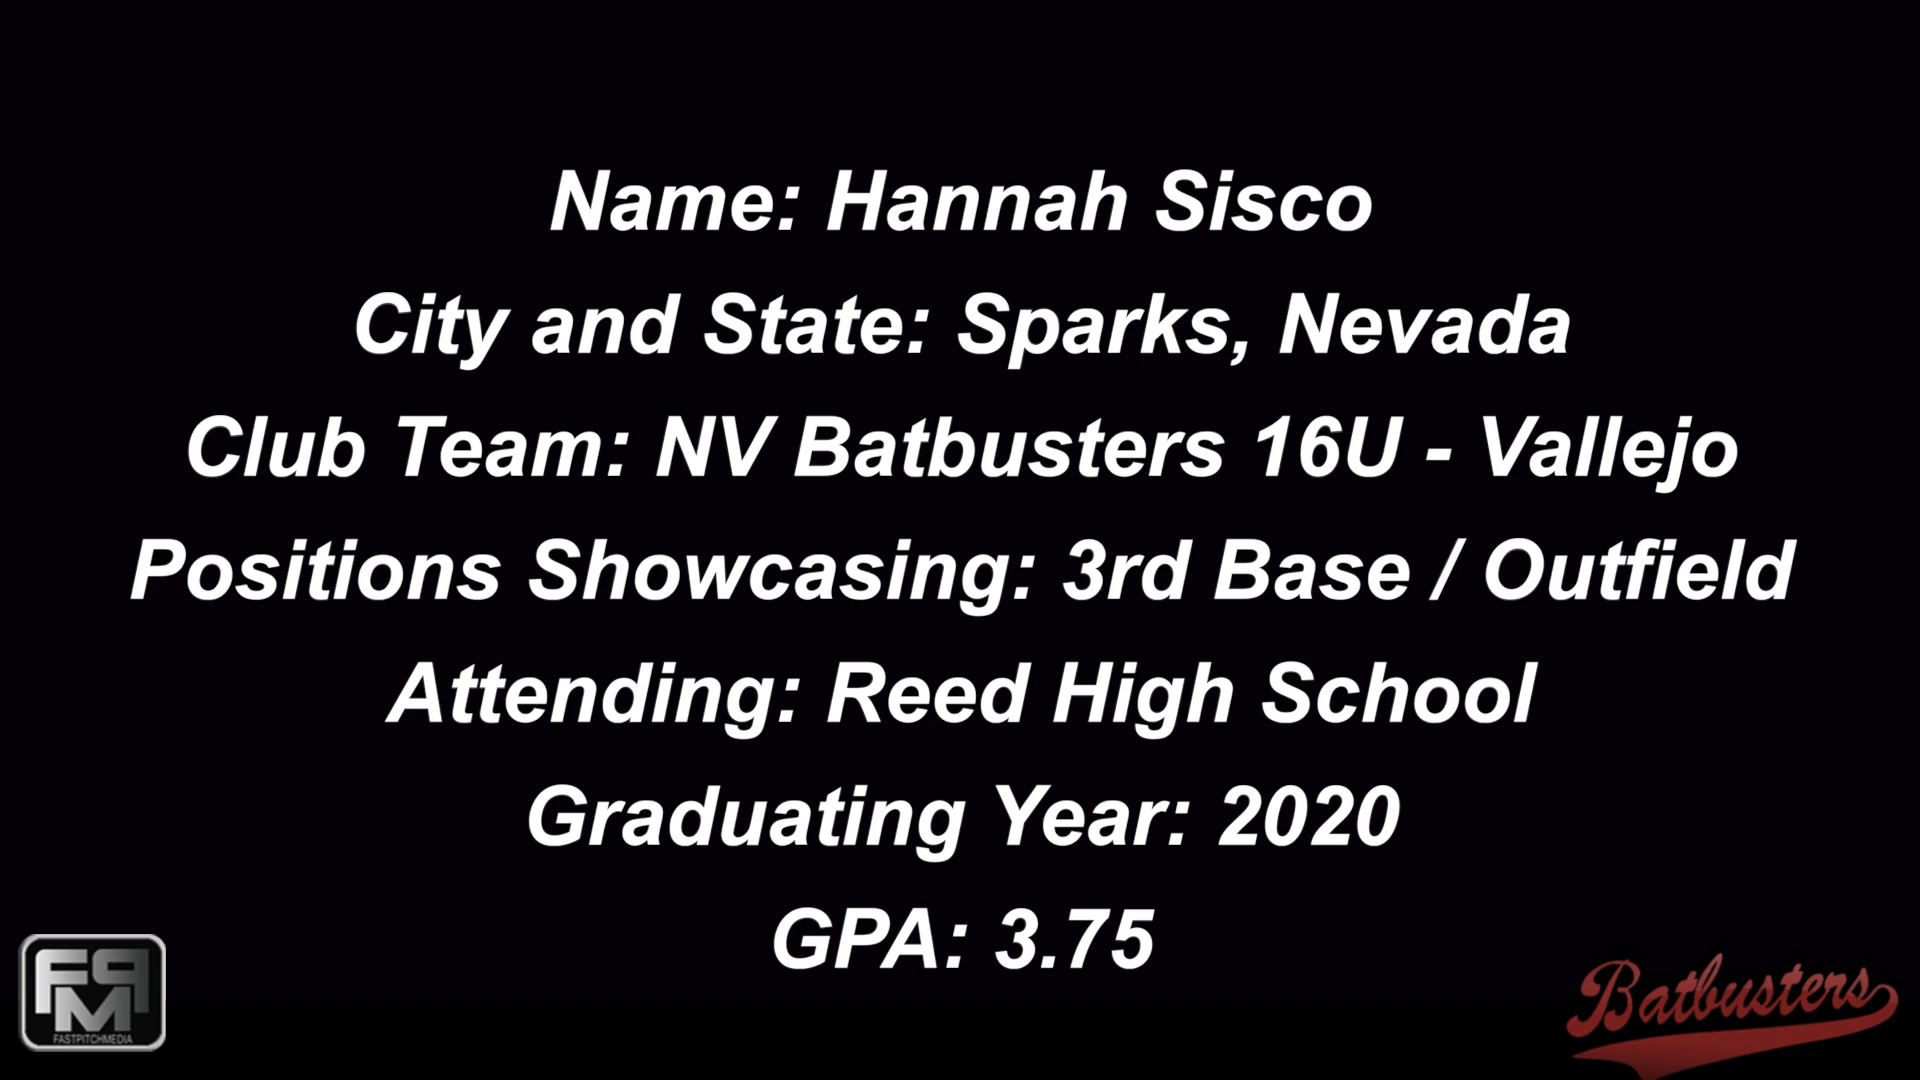 Name: Hannah Sisco
City and State: Sparks, Nevada
Club Team: NV Batbusters 16U - Vallejo
Positions Showcasing: 3rd Base / Outfield
Attending: Reed High School
Graduating Year: 2020
GPA: 3.75
FP
M
FASTPITCHMEDIA
Batbusters